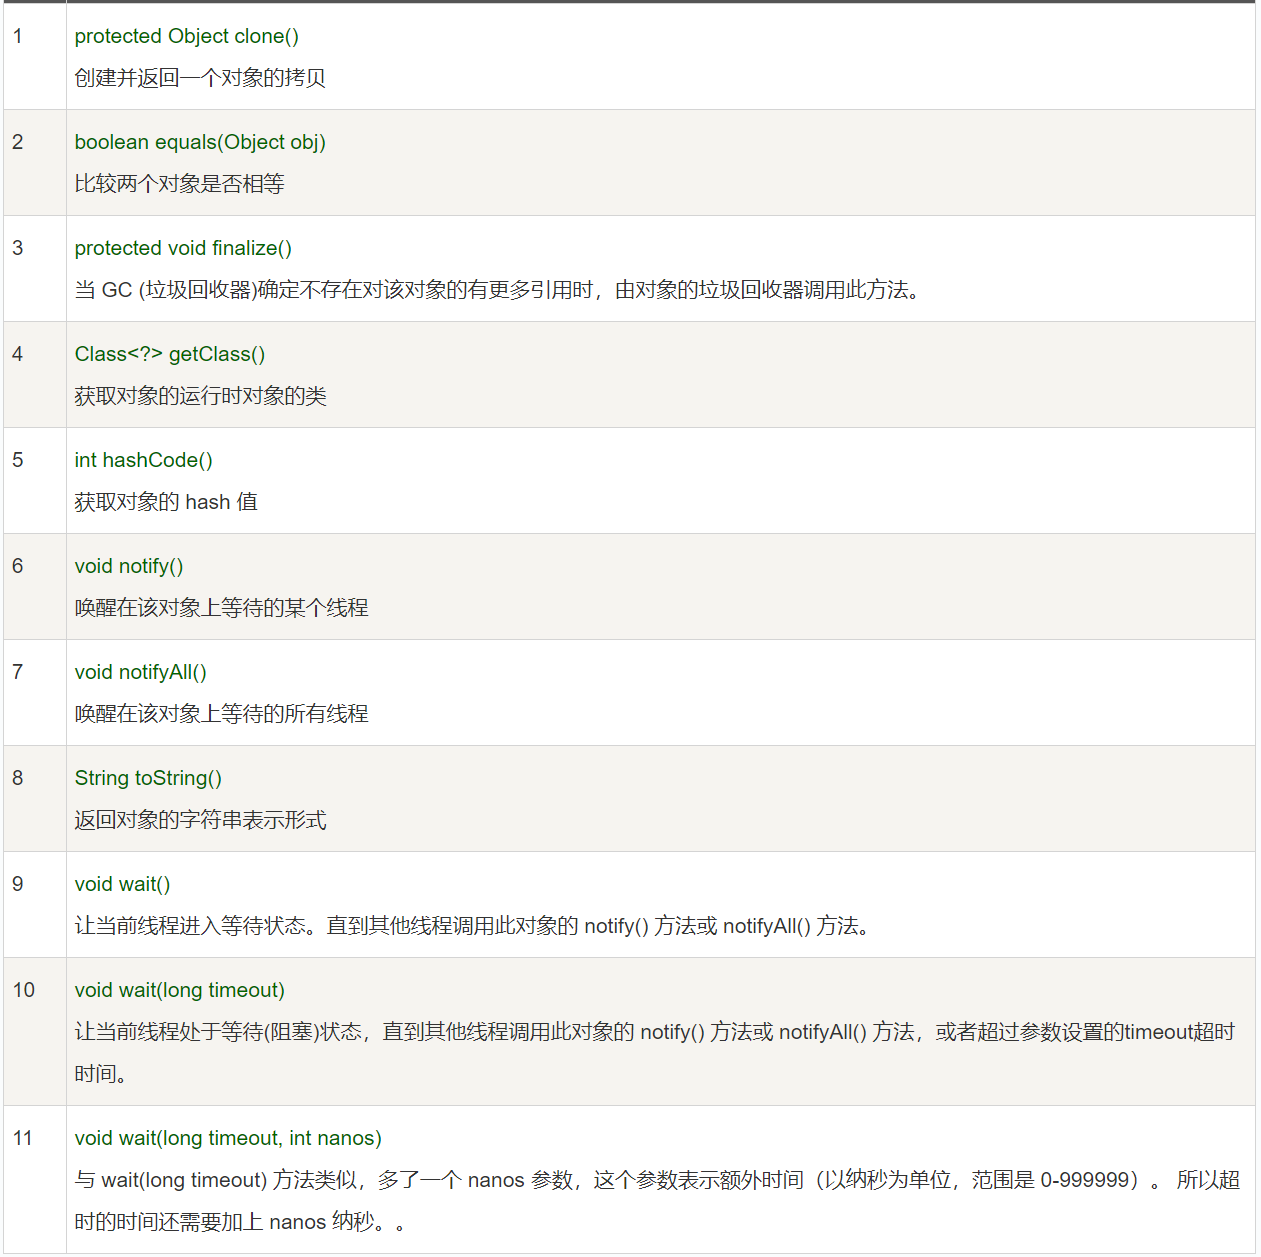 1
protected Object clone()
创建并返回一个对象的拷贝
2
boolean equals(Object obj)
比较两个对象是否相等
3
protected void finalize()
当 GC (垃圾回收器)确定不存在对该对象的有更多引用时，由对象的垃圾回收器调用此方法。
4
Class<?> getClass()
获取对象的运行时对象的类
5
int hashCode()
获取对象的 hash 值
6
void notify()
唤醒在该对象上等待的某个线程
7
void notifyAll()
唤醒在该对象上等待的所有线程
8
String toString()
返回对象的字符串表示形式
9
void wait()
让当前线程进入等待状态。直到其他线程调用此对象的 notify() 方法或 notifyAll() 方法。
10
void wait(long timeout)
让当前线程处于等待(阻塞)状态，直到其他线程调用此对象的 notify() 方法或 notifyAll() 方法，或者超过参数设置的timeout超时
时间。
11
void wait(long timeout, int nanos)
与 wait(long timeout) 方法类似，多了一个 nanos 参数，这个参数表示额外时间（以纳秒为单位，范围是 0-999999）。 所以超
时的时间还需要加上 nanos 纳秒。。